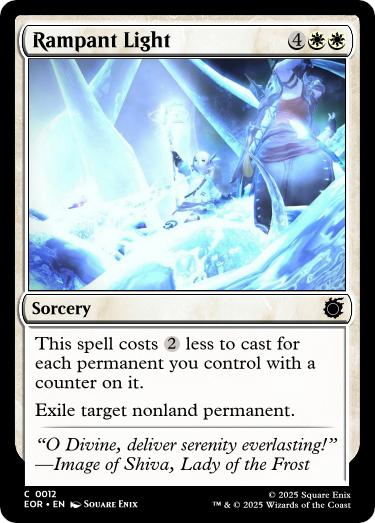 Rampant Light 4
Sorcery
This spell costs 2 less to cast for
each permanent you control with a
counter on it.
Exile target nonland permanent.
“O Divine, deliver serenity everlasting!”
—Image of Shiva, Lady of the Frost
C 0012
EOR • EN SQUARE ENIX
© 2025 Square Enix
™ & © 2025 Wizards of the Coast